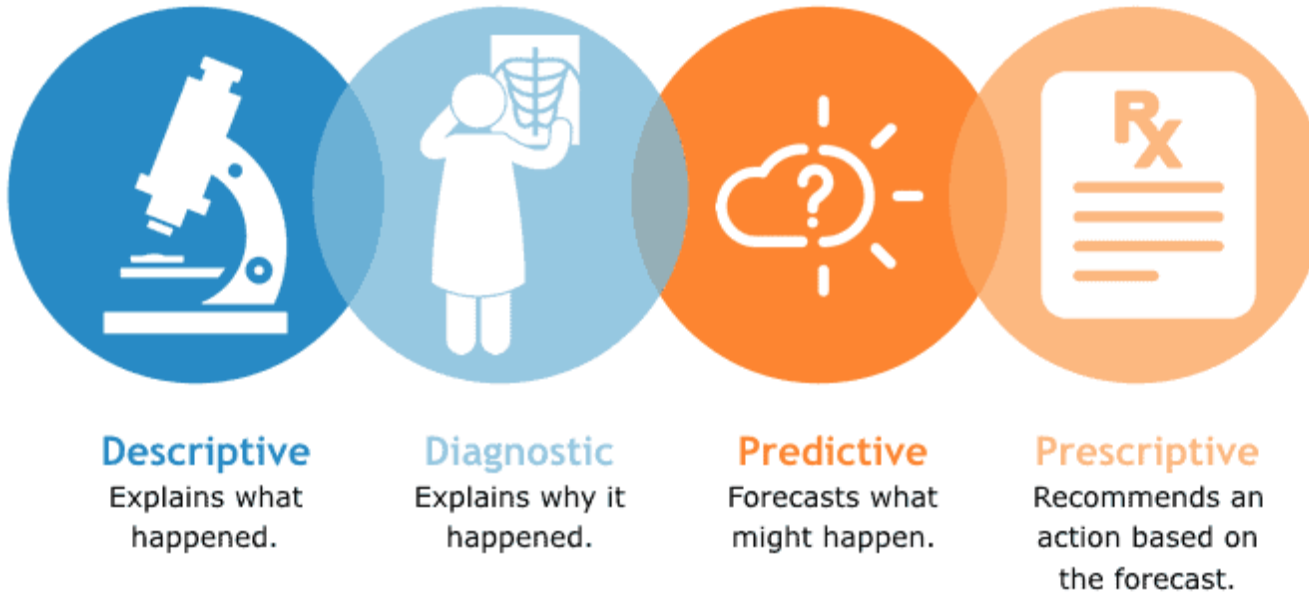 ?
Rx
Descriptive
Explains what
happened.
Diagnostic
Explains why it
happened.
Predictive
Forecasts what
might happen.
Prescriptive
Recommends an
action based on
the forecast.